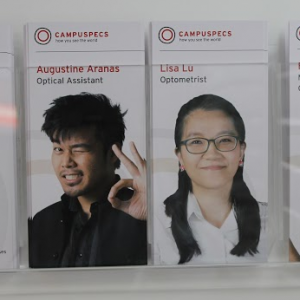 CAMPUSPECS
how you see the world
Augustine Aranas
Optical Assistant
CAMPUSPECS
how you see the world
Lisa Lu
Optometrist